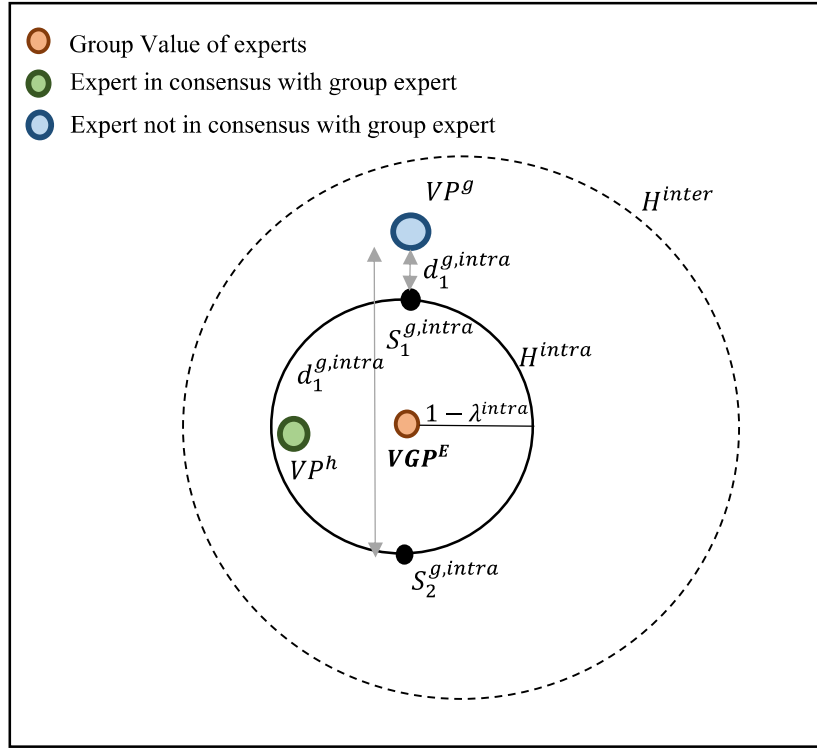 Group Value of experts
Expert in consensus with group expert
Expert not in consensus with group expert
$VP^g$
$H^{inter}$
$d_1^{g,intra}$
$S_1^{g,intra}$
$H^{intra}$
$d_1^{g,intra}$
$1 - \lambda^{intra}$
$VGP^E$
$VP^h$
$S_2^{g,intra}$